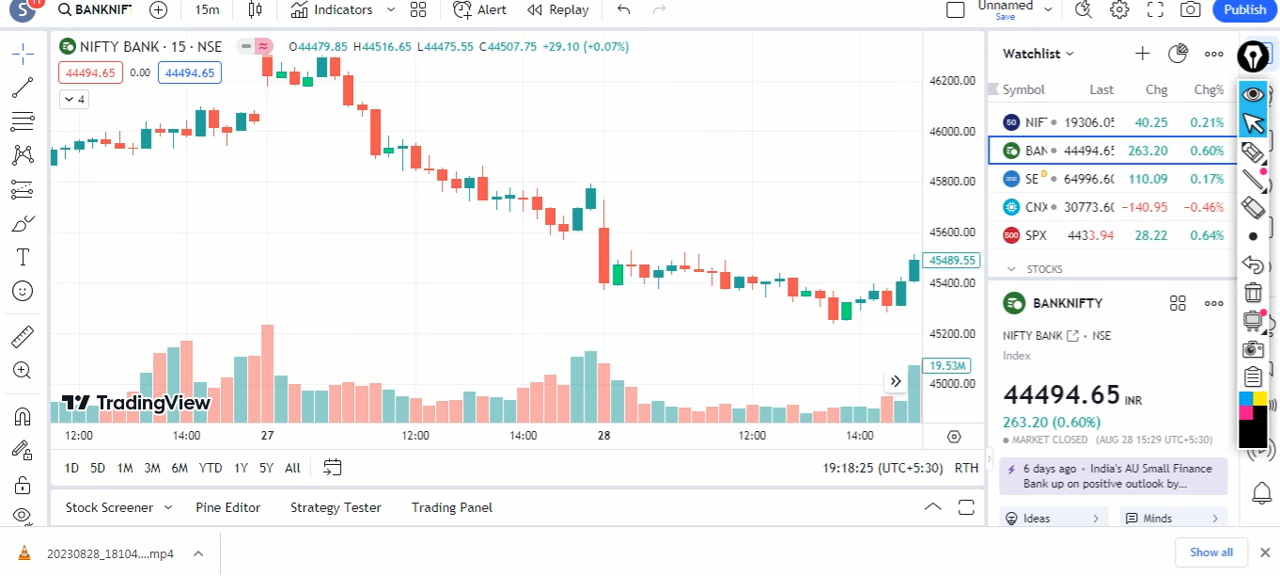 S
11
BANKNIFT
15m
Indicators
Alert
Replay
Unnamed
Save
Publish
NIFTY BANK · 15 · NSE
O44479.85 H44516.65 L44475.55 C44507.75 +29.10 (+0.07%)
44494.65 0.00 44494.65
4
46200.00
46000.00
45800.00
45600.00
45489.55
45400.00
45200.00
19.53M
45000.00
TradingView
12:00 14:00 27 12:00 14:00 28 12:00 14:00
1D 5D 1M 3M 6M YTD 1Y 5Y All
19:18:25 (UTC+5:30) RTH
Stock Screener Pine Editor Strategy Tester Trading Panel
Watchlist
Symbol Last Chg Chg%
50 NIF 19306.05 40.25 0.21%
BAN 44494.65 263.20 0.60%
SE D 64996.60 110.09 0.17%
CNX 30773.60 −140.95 −0.46%
500 SPX 4433.94 28.22 0.64%
STOCKS
BANKNIFTY
NIFTY BANK · NSE
Index
44494.65 INR
263.20 (0.60%)
MARKET CLOSED (AUG 28 15:29 UTC+5:30)
6 days ago · India's AU Small Finance
Bank up on positive outlook by...
Ideas
Minds
20230828_18104....mp4
Show all